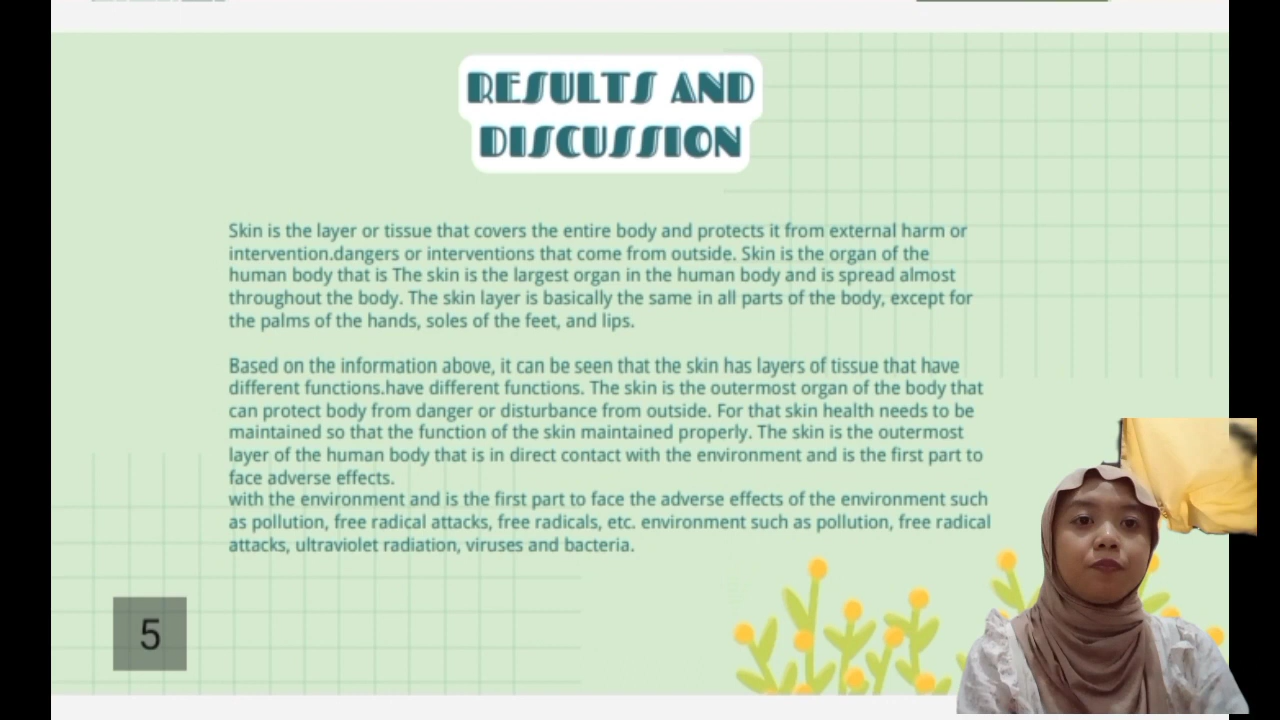 RESULTS AND
DISCUSSION
Skin is the layer or tissue that covers the entire body and protects it from external harm or
intervention.dangers or interventions that come from outside. Skin is the organ of the
human body that is The skin is the largest organ in the human body and is spread almost
throughout the body. The skin layer is basically the same in all parts of the body, except for
the palms of the hands, soles of the feet, and lips.
Based on the information above, it can be seen that the skin has layers of tissue that have
different functions.have different functions. The skin is the outermost organ of the body that
can protect body from danger or disturbance from outside. For that skin health needs to be
maintained so that the function of the skin maintained properly. The skin is the outermost
layer of the human body that is in direct contact with the environment and is the first part to
face adverse effects.
with the environment and is the first part to face the adverse effects of the environment such
as pollution, free radical attacks, free radicals, etc. environment such as pollution, free radical
attacks, ultraviolet radiation, viruses and bacteria.
5